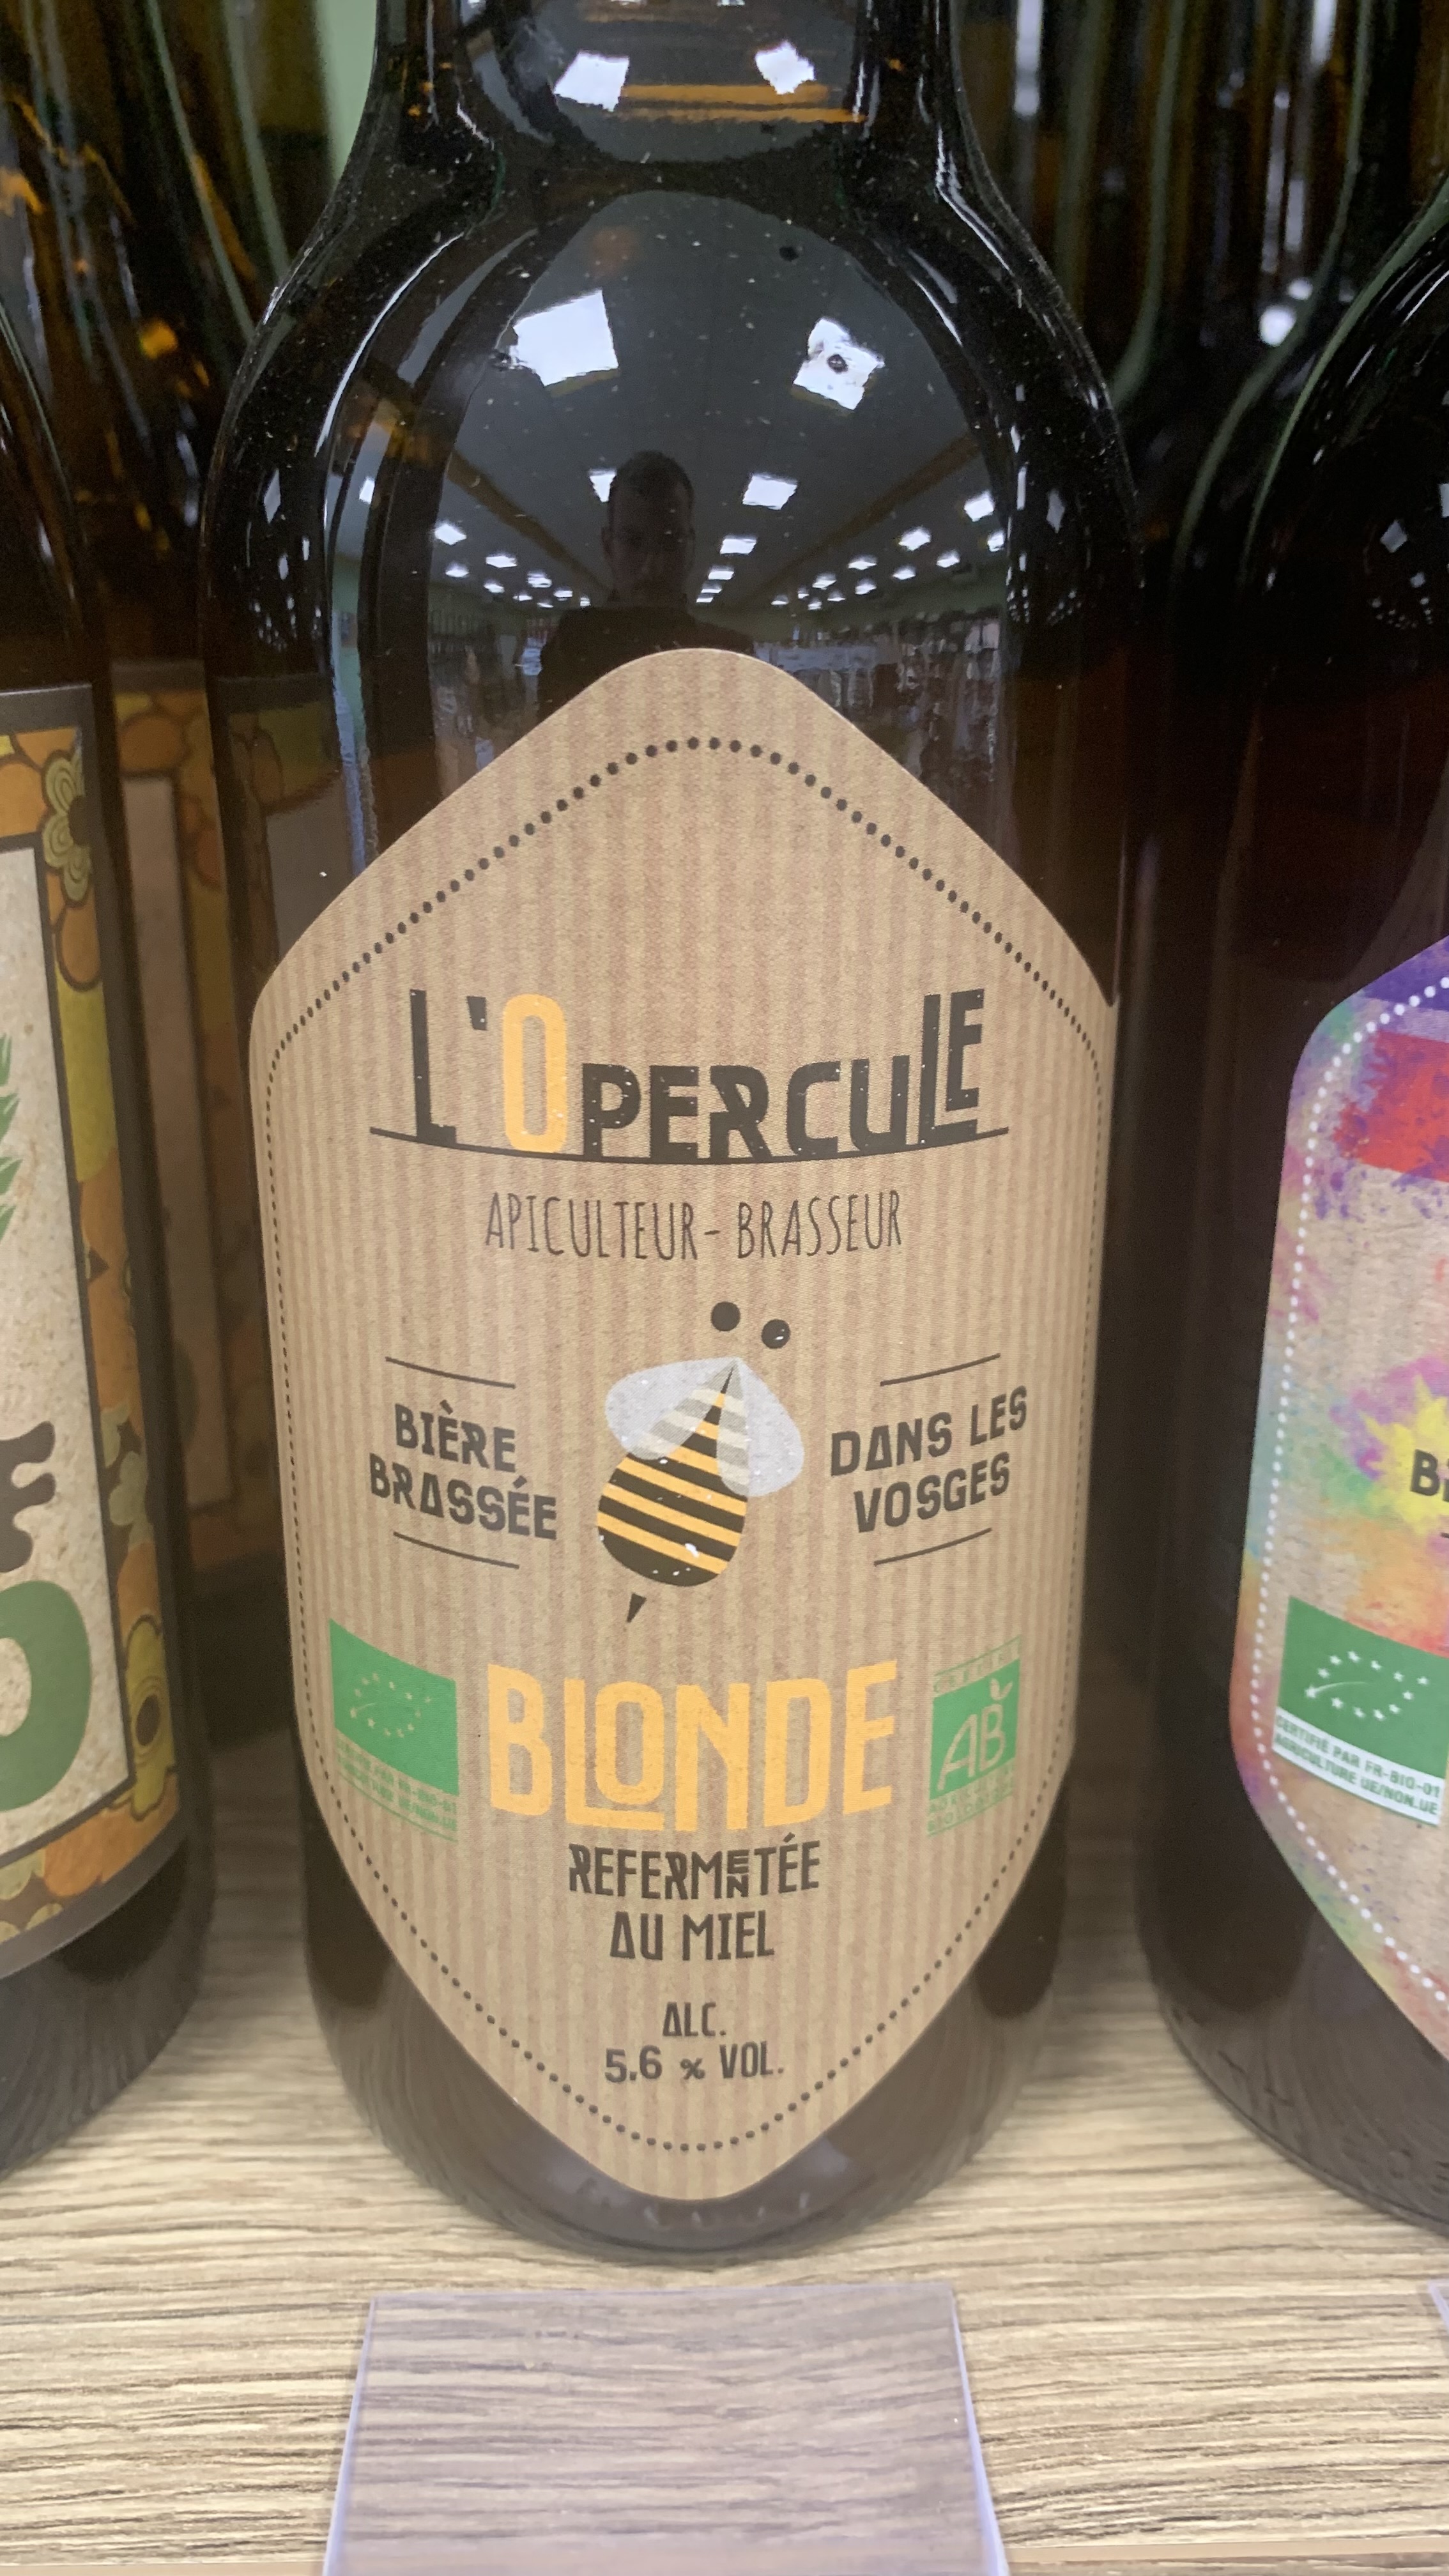 L'OPERCULE
APICULTEUR-BRASSEUR
BIÈRE
BRASSÉE
DANS LES
VOSGES
BLONDE
AB
REFERMENTÉE
AU MIEL
ALC.
5.6 % VOL.
CERTIFIÉ PAR FR-BIO-01
AGRICULTURE UE/NON UE